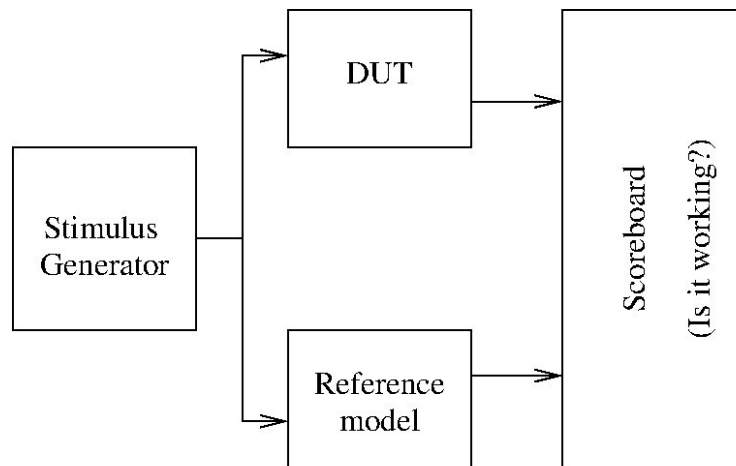 DUT
Stimulus
Generator
Reference
model
Scoreboard
(Is it working?)